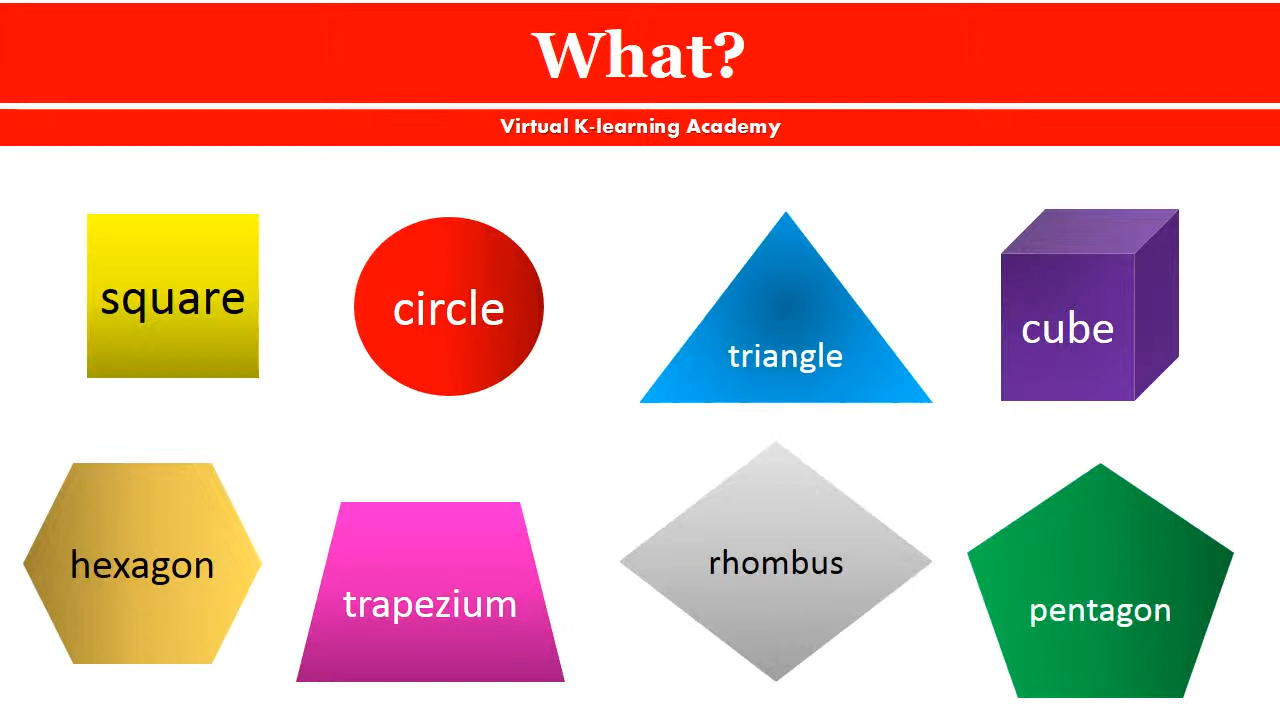 What?
Virtual K-learning Academy
square
circle
triangle
cube
hexagon
trapezium
rhombus
pentagon